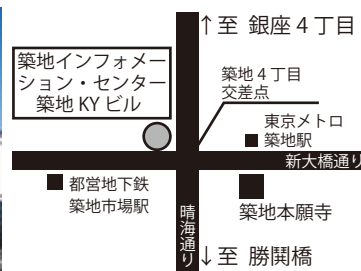 ↑至 銀座4丁目
築地インフォメー
ション・センター
築地KYビル
築地4丁目
交差点
東京メトロ
■築地駅
新大橋通り
■都営地下鉄
築地市場駅
築地本願寺
晴海通り
↓至 勝鬨橋